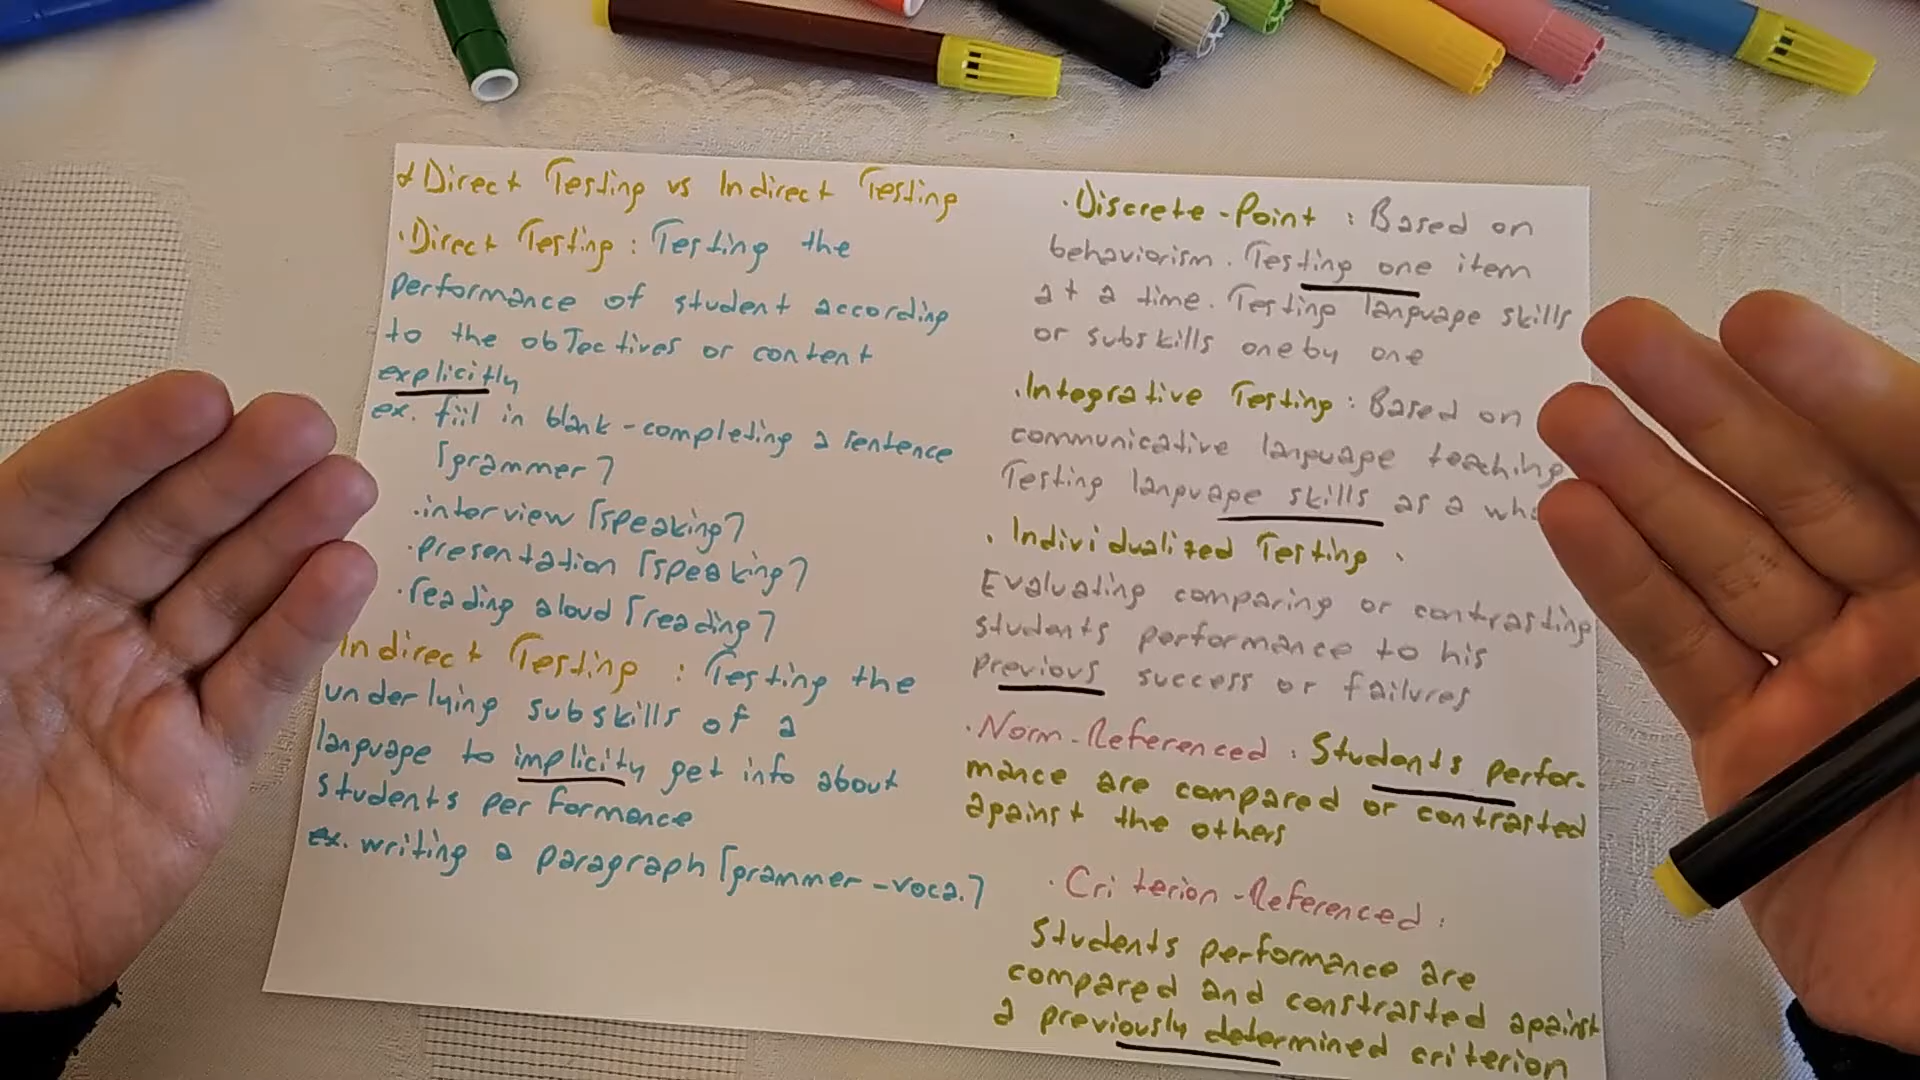 Direct Testing vs Indirect Testing
.Direct Testing : Testing the
performance of student according
to the obJectives or content
explicitly
ex. fiil in blank - completing a sentence
[grammer]
.interview [speaking]
.presentation [speaking]
.reading aloud [reading]
Indirect Testing : Testing the
underlying subskills of a
language to implicity get info about
students performance
ex. writing a paragraph [grammer - voca.]
.Discrete - Point : Based on
behaviorism. Testing one item
at a time. Testing language skills
or subskills one by one
.Integrative Testing : Based on
communicative language teaching
Testing language skills as a
. Individualized Testing :
Evaluating comparing or contrasting
students performance to his
previous success or failures
.Norm-Referenced : Students perfor-
mance are compared or contrasted
against the others
.Criterion -Referenced :
Students performance are
compared and constrasted against
a previously determined criterion